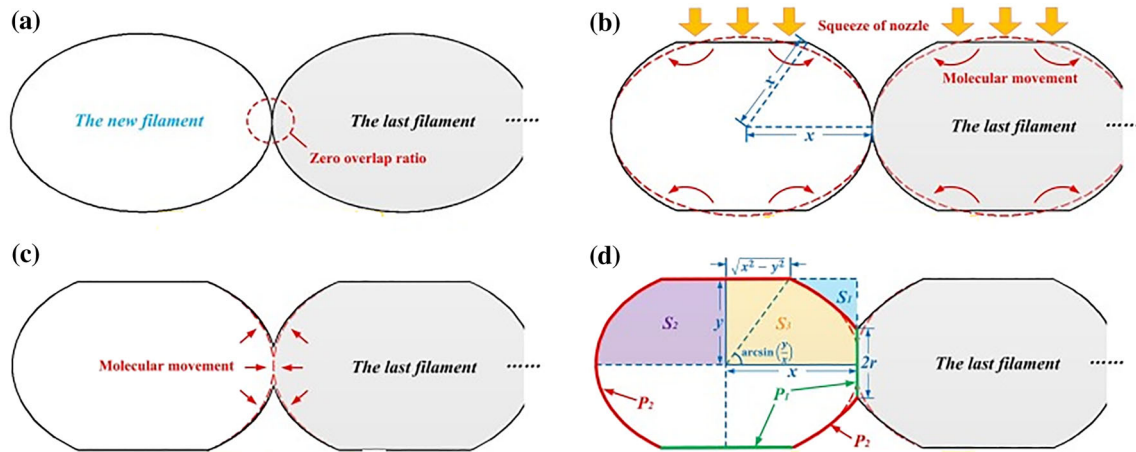 (a)
The new filament
The last filament
......
Zero overlap ratio
(b)
Squeeze of nozzle
Molecular movement
x
x
The last filament
......
(c)
Molecular movement
The last filament
......
(d)
√x² − y²
S₁
S₂
y
S₃
arcsin(y/x)
x
2r
P₁
P₂
P₂
The last filament
......